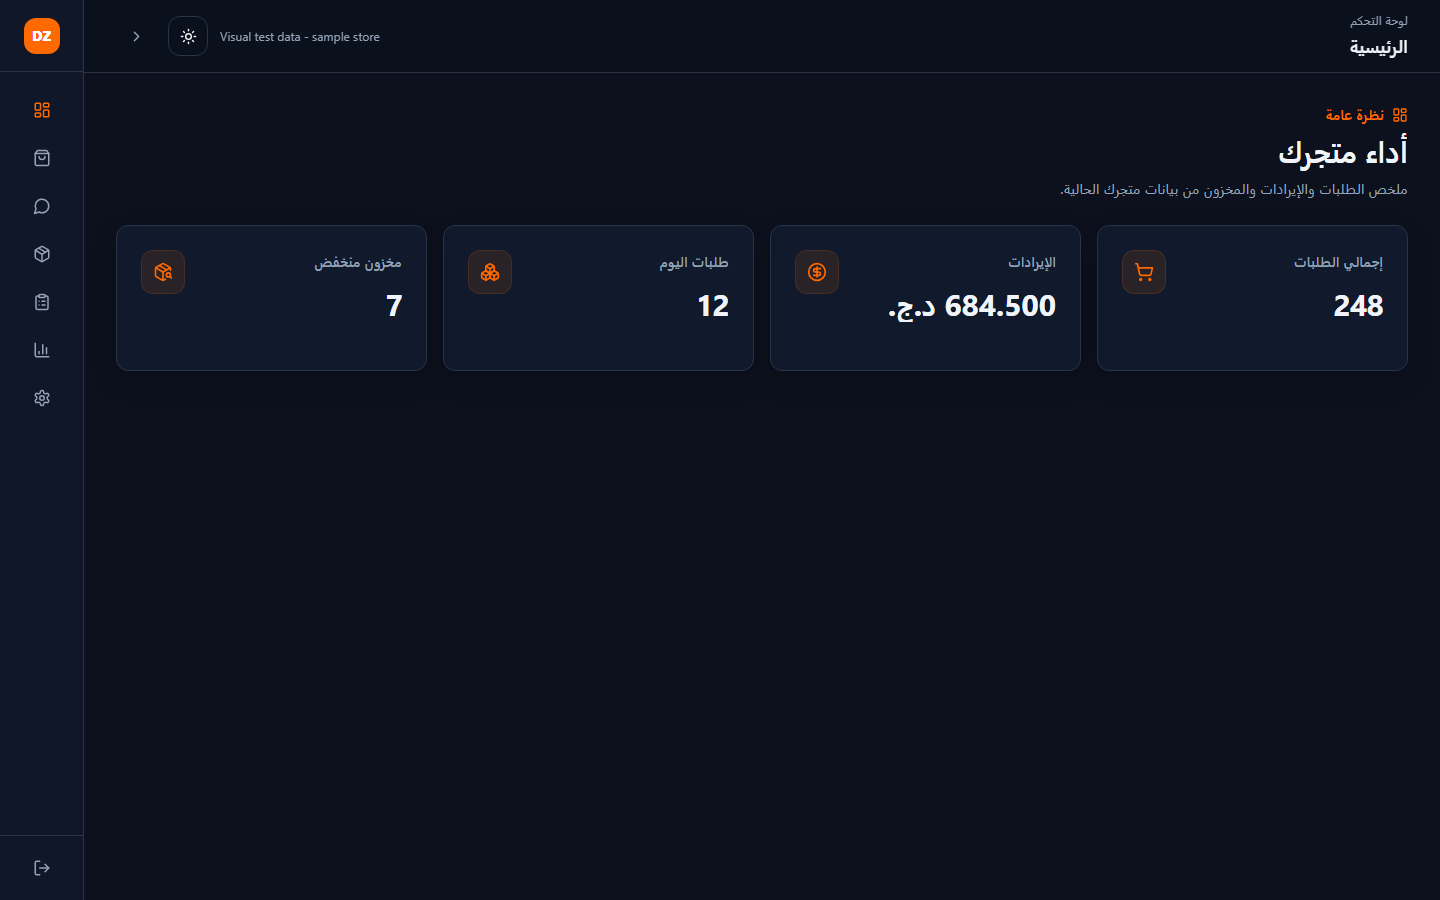 DZ
لوحة التحكم
الرئيسية
Visual test data - sample store
نظرة عامة
أداء متجرك
ملخص الطلبات والإيرادات والمخزون من بيانات متجرك الحالية.
إجمالي الطلبات
248
الإيرادات
684.500 د.ج.
طلبات اليوم
12
مخزون منخفض
7